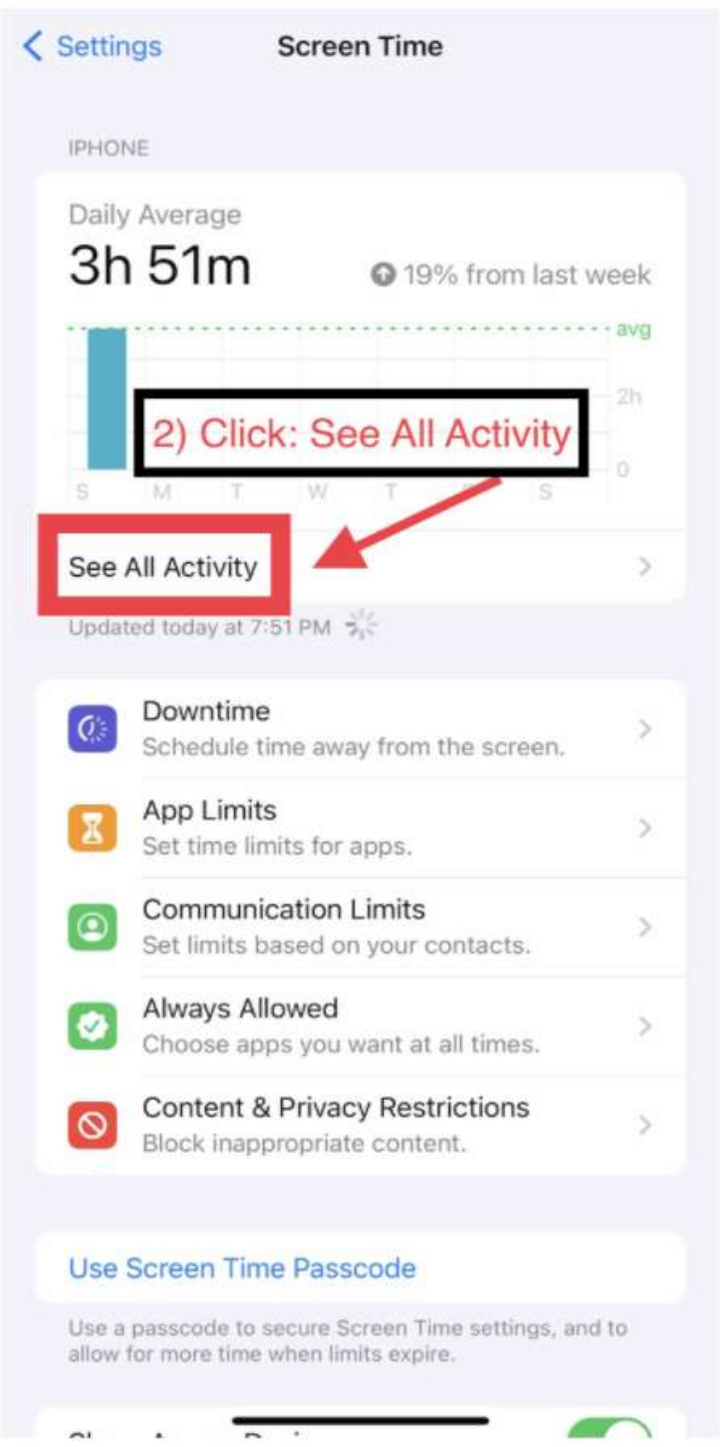 Settings
Screen Time
IPHONE
Daily Average
3h 51m
19% from last week
avg
2h
2) Click: See All Activity
0
S M T W T S
See All Activity
Updated today at 7:51 PM
Downtime
Schedule time away from the screen.
App Limits
Set time limits for apps.
Communication Limits
Set limits based on your contacts.
Always Allowed
Choose apps you want at all times.
Content & Privacy Restrictions
Block inappropriate content.
Use Screen Time Passcode
Use a passcode to secure Screen Time settings, and to
allow for more time when limits expire.